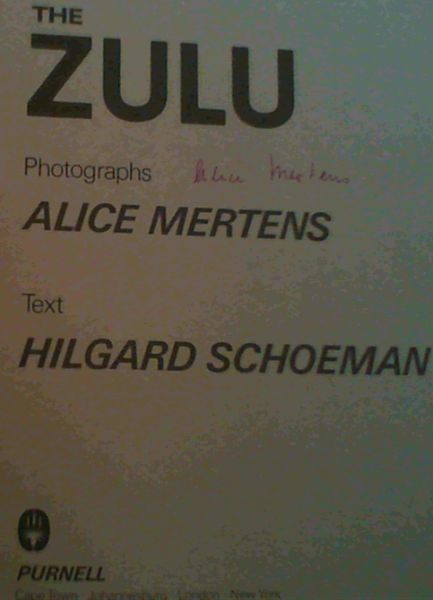 THE
ZULU
Photographs Alice Mertens
ALICE MERTENS
Text
HILGARD SCHOEMAN
PURNELL
Cape Town Johannesburg London New York